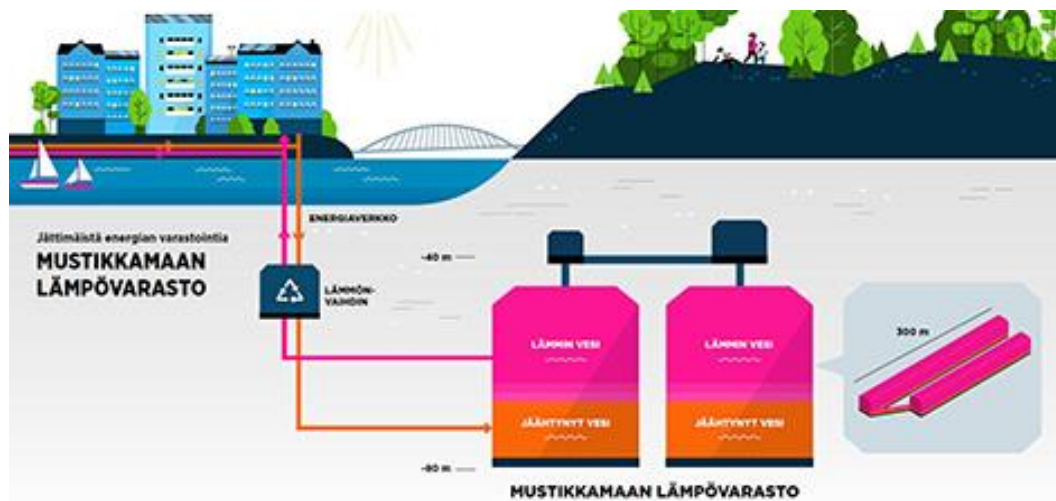 Jättimäistä energian varastointia
MUSTIKKAMAAN
LÄMPÖVARASTO
ENERGIAVERKKO
LÄMMÖN-
VAIHDIN
-40 m
LÄMMIN VESI
LÄMMIN VESI
300 m
JÄÄHTYNYT VESI
JÄÄHTYNYT VESI
-80 m
MUSTIKKAMAAN LÄMPÖVARASTO